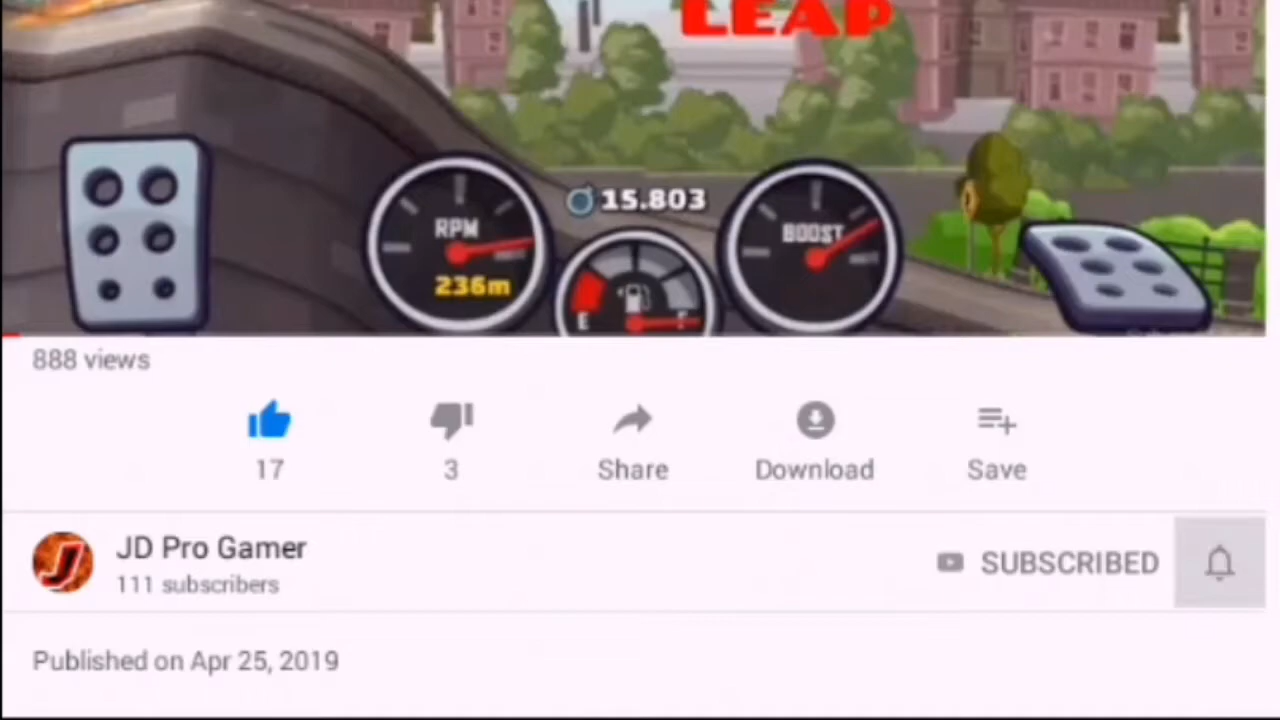 LEAP
15.803
RPM
BOOST
236m
E
F
888 views
17
3
Share
Download
Save
JD Pro Gamer
111 subscribers
SUBSCRIBED
Published on Apr 25, 2019